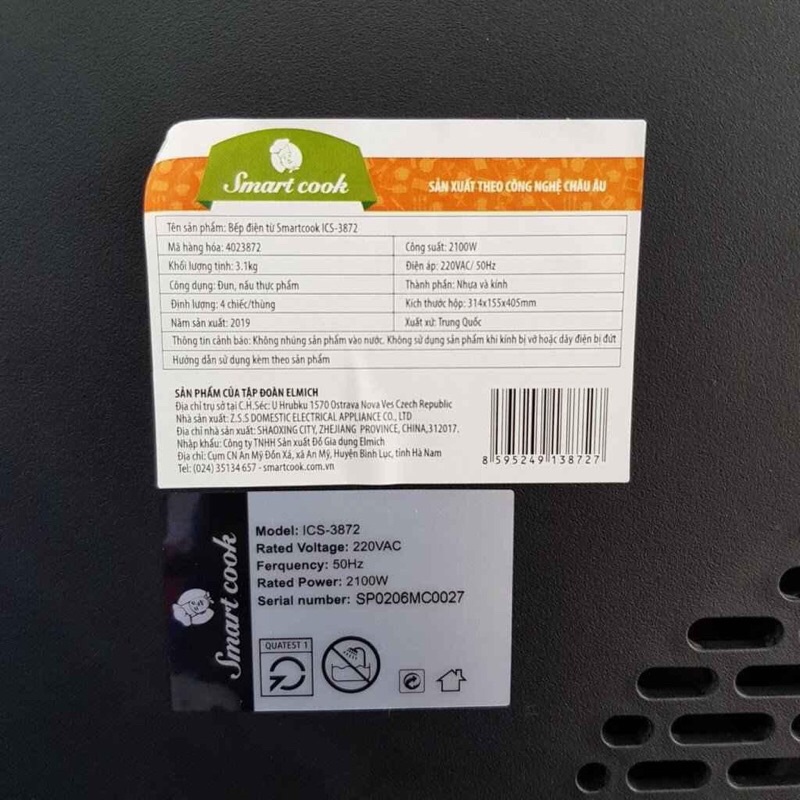 Smart cook
SẢN XUẤT THEO CÔNG NGHỆ CHÂU ÂU
Tên sản phẩm: Bếp điện từ Smartcook ICS-3872
Mã hàng hóa: 4023872
Công suất: 2100W
Khối lượng tịnh: 3.1kg
Điện áp: 220VAC/ 50Hz
Công dụng: Đun, nấu thực phẩm
Thành phần: Nhựa và kính
Định lượng: 4 chiếc/thùng
Kích thước hộp: 314x155x405mm
Năm sản xuất: 2019
Xuất xứ: Trung Quốc
Thông tin cảnh báo: Không nhúng sản phẩm vào nước. Không sử dụng sản phẩm khi kính bị vỡ hoặc dây điện bị đứt
Hướng dẫn sử dụng kèm theo sản phẩm
SẢN PHẨM CỦA TẬP ĐOÀN ELMICH
Địa chỉ trụ sở tại C.H.Séc: U Hrubku 1570 Ostrava Nova Ves Czech Republic
Nhà sản xuất: Z.S.S DOMESTIC ELECTRICAL APPLIANCE CO., LTD
Địa chỉ nhà sản xuất: SHAOXING CITY, ZHEJIANG PROVINCE, CHINA,312017.
Nhập khẩu: Công ty TNHH Sản xuất Đồ Gia dụng Elmich
Địa chỉ: Cụm CN An Mỹ Đồn Xá, xã An Mỹ, Huyện Bình Lục, tỉnh Hà Nam
Tel: (024) 35134 657 - smartcook.com.vn
8 595249 138727
Smart cook
Model: ICS-3872
Rated Voltage: 220VAC
Ferquency: 50Hz
Rated Power: 2100W
Serial number: SP0206MC0027
QUATEST 1